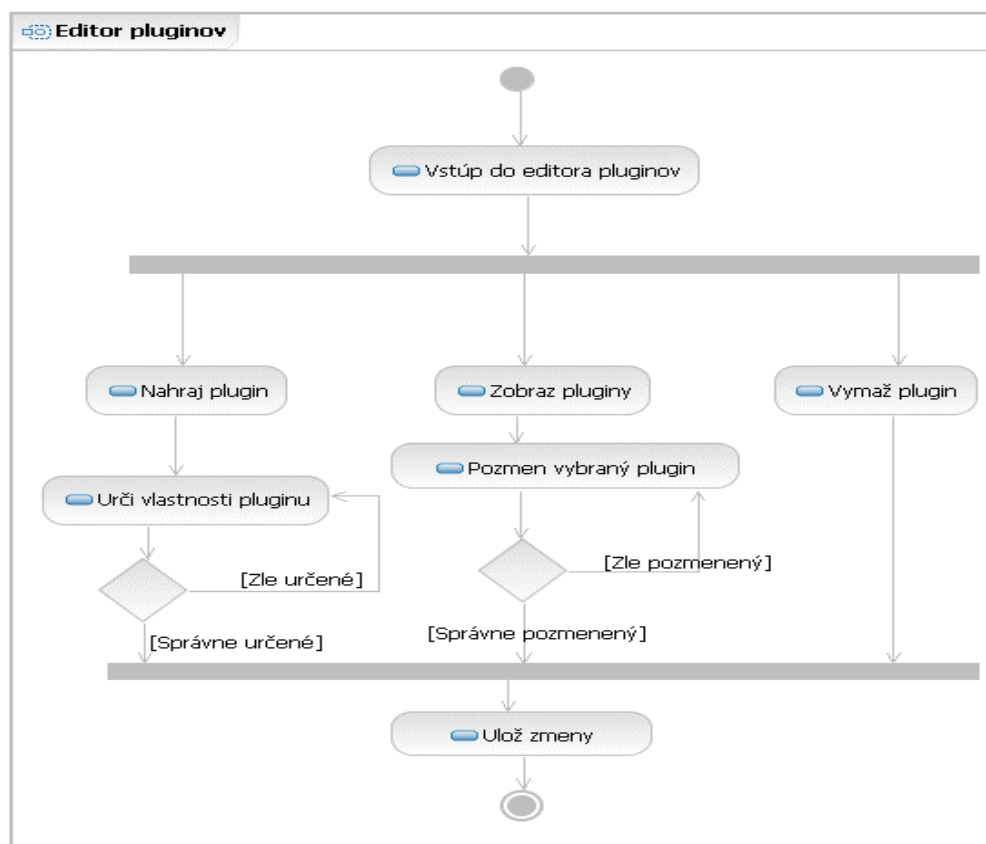 Editor pluginov
Vstúp do editora pluginov
Nahraj plugin
Zobraz pluginy
Vymaž plugin
Pozmen vybraný plugin
Urči vlastnosti pluginu
[Zle určené]
[Zle pozmenený]
[Správne určené]
[Správne pozmenený]
Ulož zmeny